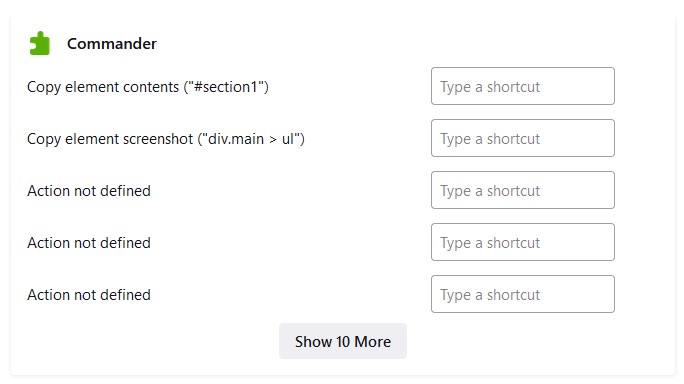 Commander
Copy element contents ("#section1") Type a shortcut
Copy element screenshot ("div.main > ul") Type a shortcut
Action not defined Type a shortcut
Action not defined Type a shortcut
Action not defined Type a shortcut
Show 10 More